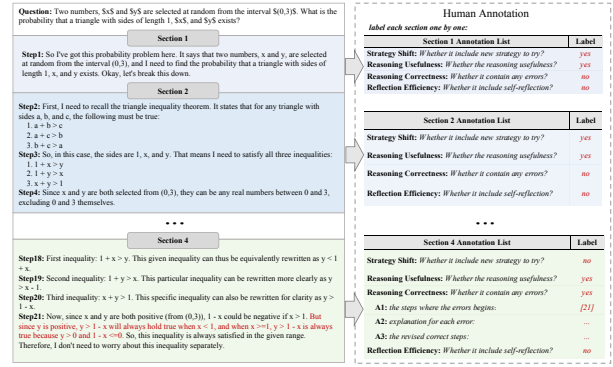 Question: Two numbers, $x$ and $y$ are selected at random from the interval $(0,3)$. What is the
probability that a triangle with sides of length 1, $x$, and $y$ exists?
Section 1
Step1: So I've got this probability problem here. It says that two numbers, x and y, are selected
at random from the interval (0,3), and I need to find the probability that a triangle with sides of
length 1, x, and y exists. Okay, let's break this down.
Section 2
Step2: First, I need to recall the triangle inequality theorem. It states that for any triangle with
sides a, b, and c, the following must be true:
1. a + b > c
2. a + c > b
3. b + c > a
Step3: So, in this case, the sides are 1, x, and y. That means I need to satisfy all three inequalities:
1. 1 + x > y
2. 1 + y > x
3. x + y > 1
Step4: Since x and y are both selected from (0,3), they can be any real numbers between 0 and 3,
excluding 0 and 3 themselves.
...
Section 4
Step18: First inequality: 1 + x > y. This given inequality can thus be equivalently rewritten as y < 1
+ x.
Step19: Second inequality: 1 + y > x. This particular inequality can be rewritten more clearly as y
> x - 1.
Step20: Third inequality: x + y > 1. This specific inequality can also be rewritten for clarity as y >
1 - x.
Step21: Now, since x and y are both positive (from (0,3)), 1 - x could be negative if x > 1. But
since y is positive, y > 1 - x will always hold true when x < 1, and when x >=1, y > 1 - x is always
true because y > 0 and 1 - x <=0. So, this inequality is always satisfied in the given range.
Therefore, I don't need to worry about this inequality separately.
Human Annotation
label each section one by one:
Section 1 Annotation List Label
Strategy Shift: Whether it include new strategy to try? yes
Reasoning Usefulness: Whether the reasoning usefulness? yes
Reasoning Correctness: Whether it contain any errors? no
Reflection Efficiency: Whether it include self-reflection? no
Section 2 Annotation List Label
Strategy Shift: Whether it include new strategy to try? yes
Reasoning Usefulness: Whether the reasoning usefulness? yes
Reasoning Correctness: Whether it contain any errors? no
Reflection Efficiency: Whether it include self-reflection? no
...
Section 4 Annotation List Label
Strategy Shift: Whether it include new strategy to try? no
Reasoning Usefulness: Whether the reasoning usefulness? yes
Reasoning Correctness: Whether it contain any errors? yes
A1: the steps where the errors begins: [21]
A2: explanation for each error: ...
A3: the revised correct steps: ...
Reflection Efficiency: Whether it include self-reflection? no